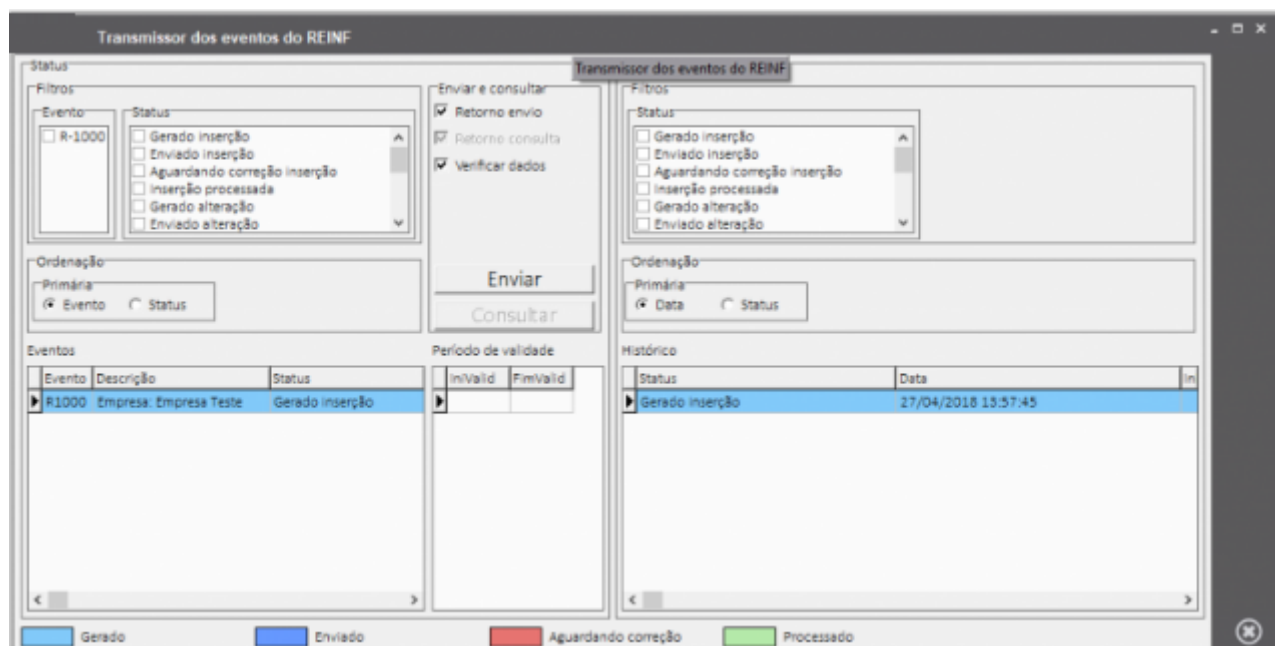 Transmissor dos eventos do REINF
Transmissor dos eventos do REINF
Status
Filtros
Evento
R-1000
Status
Gerado inserção
Enviado inserção
Aguardando correção inserção
Inserção processada
Gerado alteração
Enviado alteração
Ordenação
Primária
Evento Status
Enviar e consultar
Retorno envio
Retorno consulta
Verificar dados
Enviar
Consultar
Filtros
Status
Gerado inserção
Enviado inserção
Aguardando correção inserção
Inserção processada
Gerado alteração
Enviado alteração
Ordenação
Primária
Data Status
Eventos
Evento Descrição Status
R1000 Empresa: Empresa Teste Gerado inserção
Período de validade
IniValid FimValid
Histórico
Status Data In
Gerado inserção 27/04/2018 13:57:45
Gerado Enviado Aguardando correção Processado